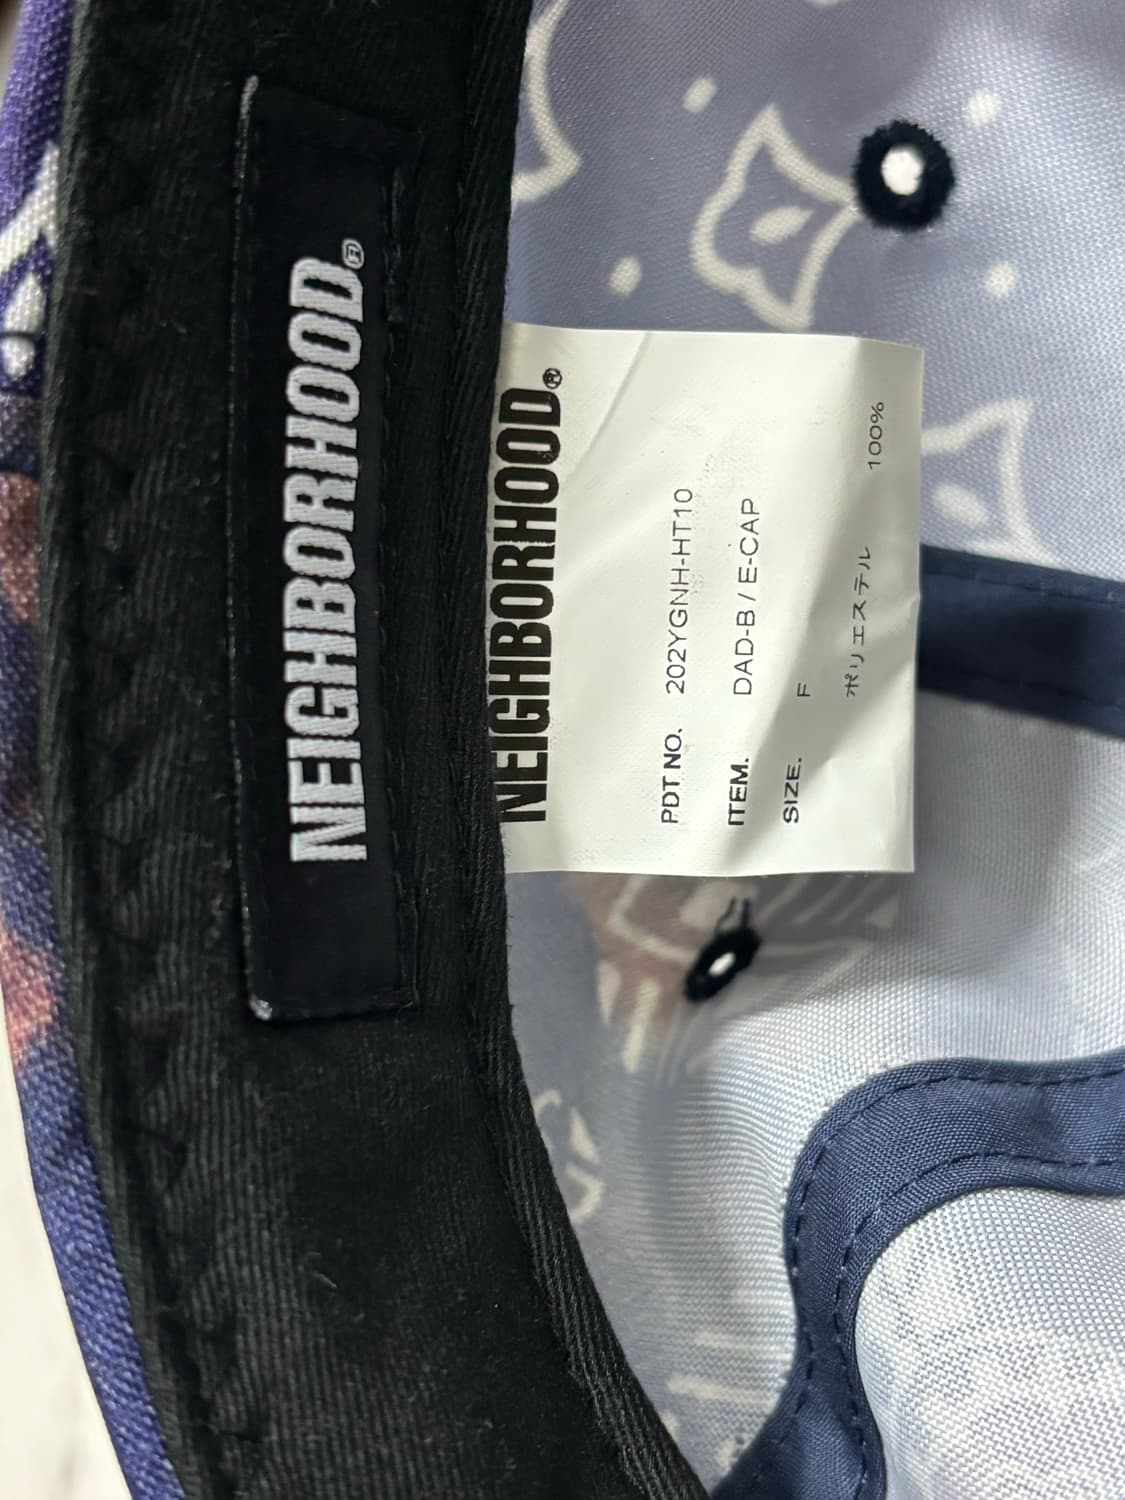 NEIGHBORHOOD®
NEIGHBORHOOD®
PDT NO. 202YGNH-HT10
ITEM. DAD-B / E-CAP
SIZE. F
ポリエステル 100%